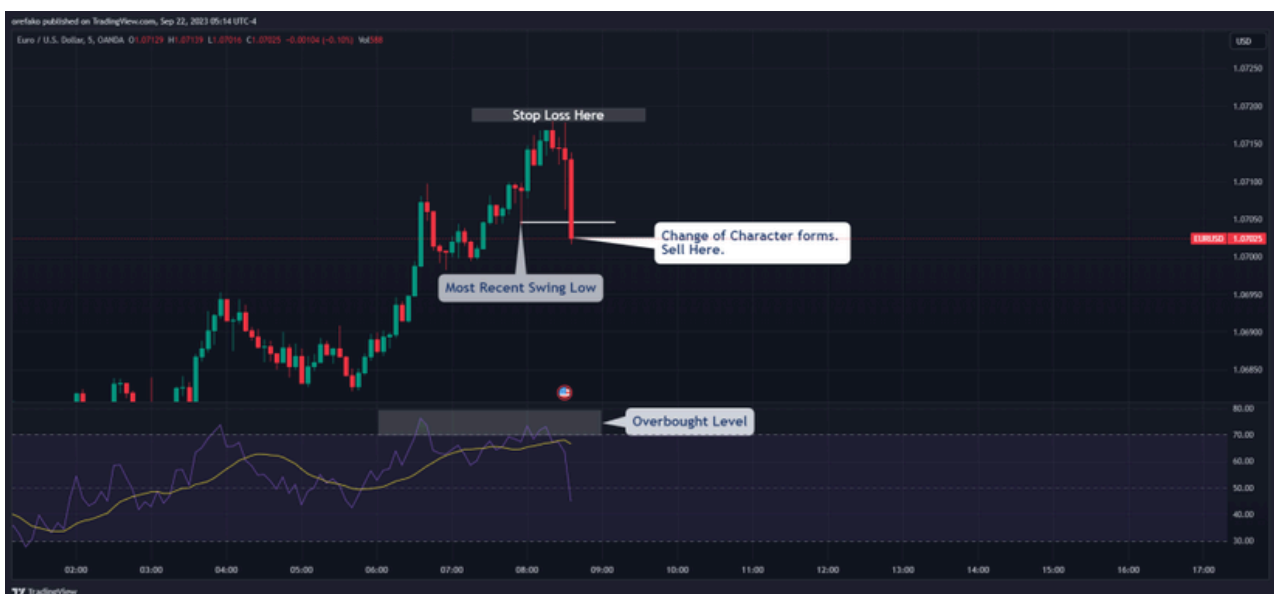 orefako published on TradingView.com, Sep 22, 2023 05:14 UTC-4
Euro / U.S. Dollar, 5, OANDA O1.07129 H1.07139 L1.07016 C1.07025 -0.00104 (-0.10%) Vol588
USD
1.07250
1.07200
Stop Loss Here
1.07150
1.07100
1.07050
Change of Character forms.
Sell Here.
EURUSD 1.07025
1.07000
Most Recent Swing Low
1.06950
1.06900
1.06850
80.00
Overbought Level
70.00
60.00
50.00
40.00
30.00
02:00 03:00 04:00 05:00 06:00 07:00 08:00 09:00 10:00 11:00 12:00 13:00 14:00 15:00 16:00 17:00
TradingView